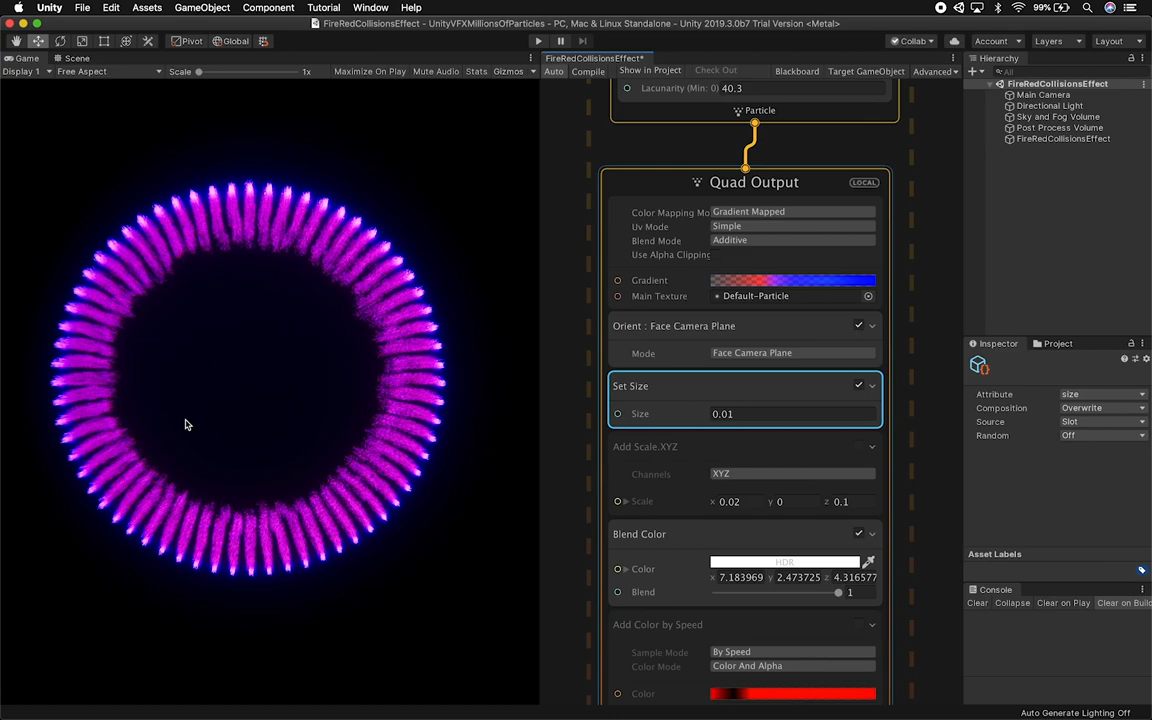 Unity File Edit Assets GameObject Component Tutorial Window Help 99%
FireRedCollisionsEffect - UnityVFXMillionsOfParticles - PC, Mac & Linux Standalone - Unity 2019.3.0b7 Trial Version <Metal>
Pivot Global Collab Account Layers Layout
Game Scene FireRedCollisionsEffect* Hierarchy
Display 1 Free Aspect Scale 1x Maximize On Play Mute Audio Stats Gizmos Auto Compile Show in Project Check Out Blackboard Target GameObject Advanced All
FireRedCollisionsEffect
Main Camera
Directional Light
Sky and Fog Volume
Post Process Volume
FireRedCollisionsEffect
Lacunarity (Min: 0) 40.3
Particle
Quad Output LOCAL
Color Mapping Mo Gradient Mapped
Uv Mode Simple
Blend Mode Additive
Use Alpha Clipping
Gradient
Main Texture Default-Particle
Orient : Face Camera Plane
Mode Face Camera Plane
Set Size
Size 0.01
Add Scale.XYZ
Channels XYZ
Scale x 0.02 y 0 z 0.1
Blend Color
HDR
Color
x 7.183969 y 2.473725 z 4.316577
Blend 1
Add Color by Speed
Sample Mode By Speed
Color Mode Color And Alpha
Color
Inspector Project
Attribute size
Composition Overwrite
Source Slot
Random Off
Asset Labels
Console
Clear Collapse Clear on Play Clear on Build
Auto Generate Lighting Off